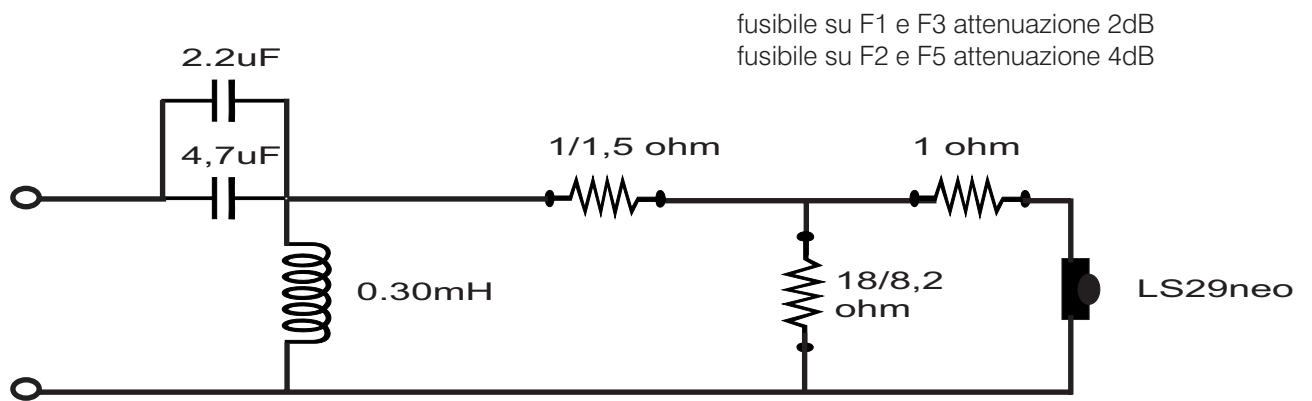 fusibile su F1 e F3 attenuazione 2dB
fusibile su F2 e F5 attenuazione 4dB
2.2uF
4,7uF
1/1,5 ohm
1 ohm
0.30mH
18/8,2
ohm
LS29neo